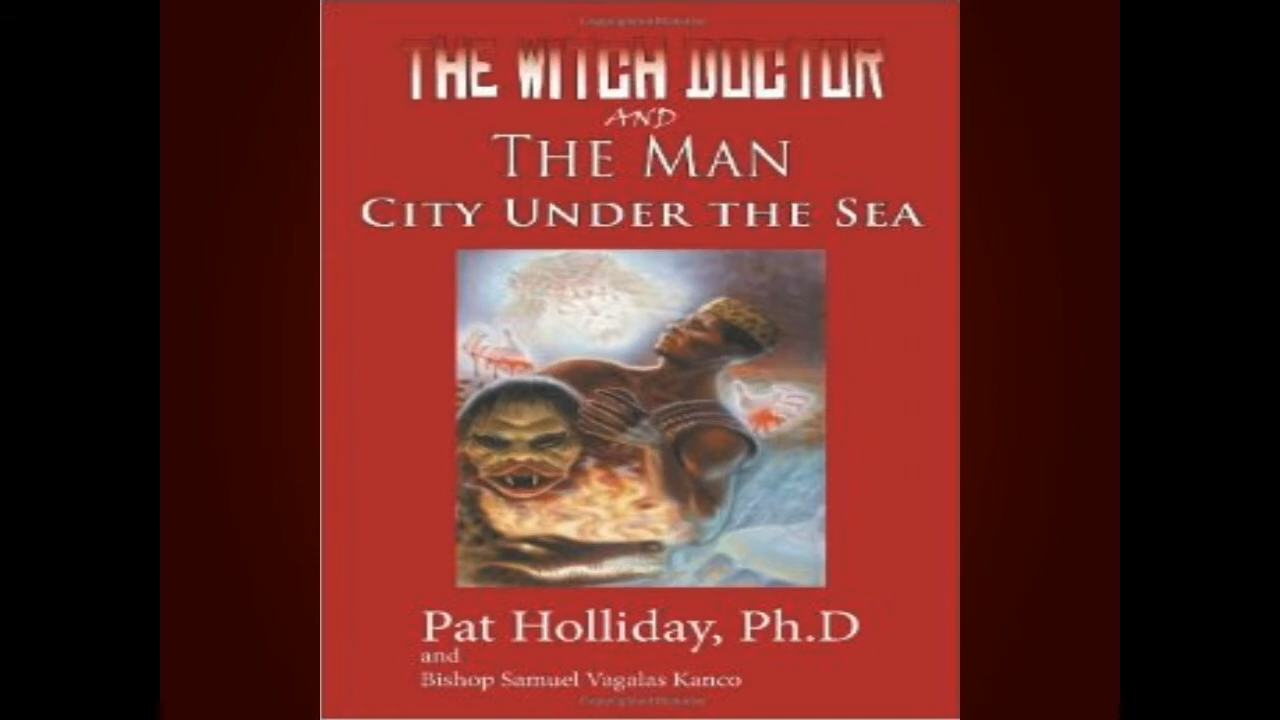 THE WITCH DOCTOR
AND
THE MAN
CITY UNDER THE SEA
Pat Holliday, Ph.D
and
Bishop Samuel Vagalas Kanco